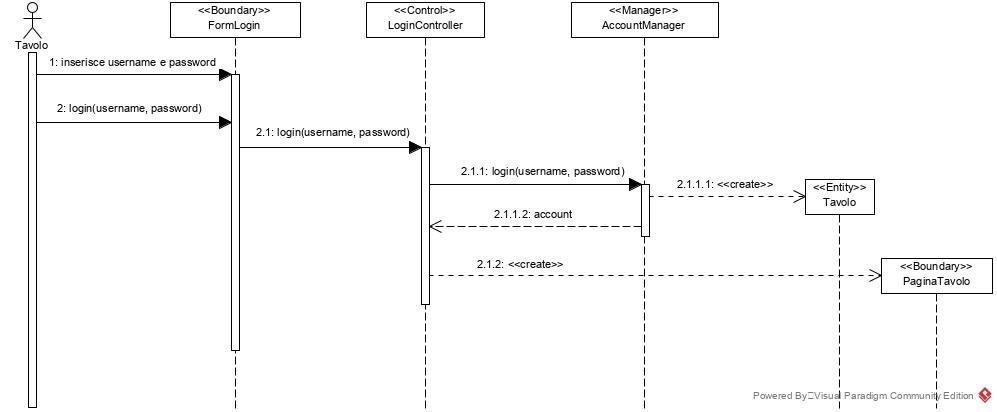 <<Boundary>>
FormLogin
<<Control>>
LoginController
<<Manager>>
AccountManager
Tavolo
1: inserisce username e password
2: login(username, password)
2.1: login(username, password)
2.1.1: login(username, password)
2.1.1.1: <<create>>
<<Entity>>
Tavolo
2.1.1.2: account
2.1.2: <<create>>
<<Boundary>>
PaginaTavolo
Powered By Visual Paradigm Community Edition